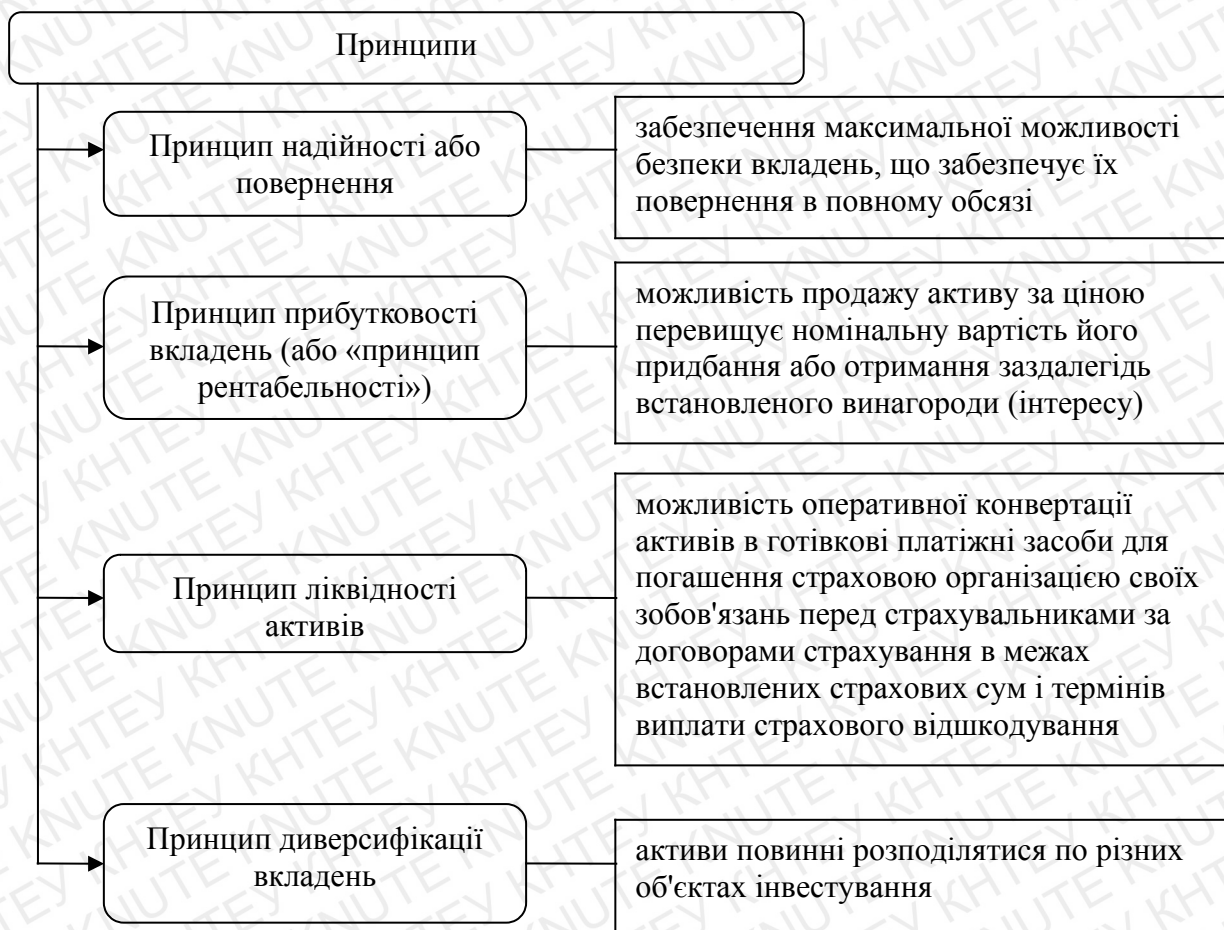 Принципи
Принцип надійності або
повернення
забезпечення максимальної можливості
безпеки вкладень, що забезпечує їх
повернення в повному обсязі
Принцип прибутковості
вкладень (або «принцип
рентабельності»)
можливість продажу активу за ціною
перевищує номінальну вартість його
придбання або отримання заздалегідь
встановленого винагороди (інтересу)
Принцип ліквідності
активів
можливість оперативної конвертації
активів в готівкові платіжні засоби для
погашення страховою організацією своїх
зобов'язань перед страхувальниками за
договорами страхування в межах
встановлених страхових сум і термінів
виплати страхового відшкодування
Принцип диверсифікації
вкладень
активи повинні розподілятися по різних
об'єктах інвестування